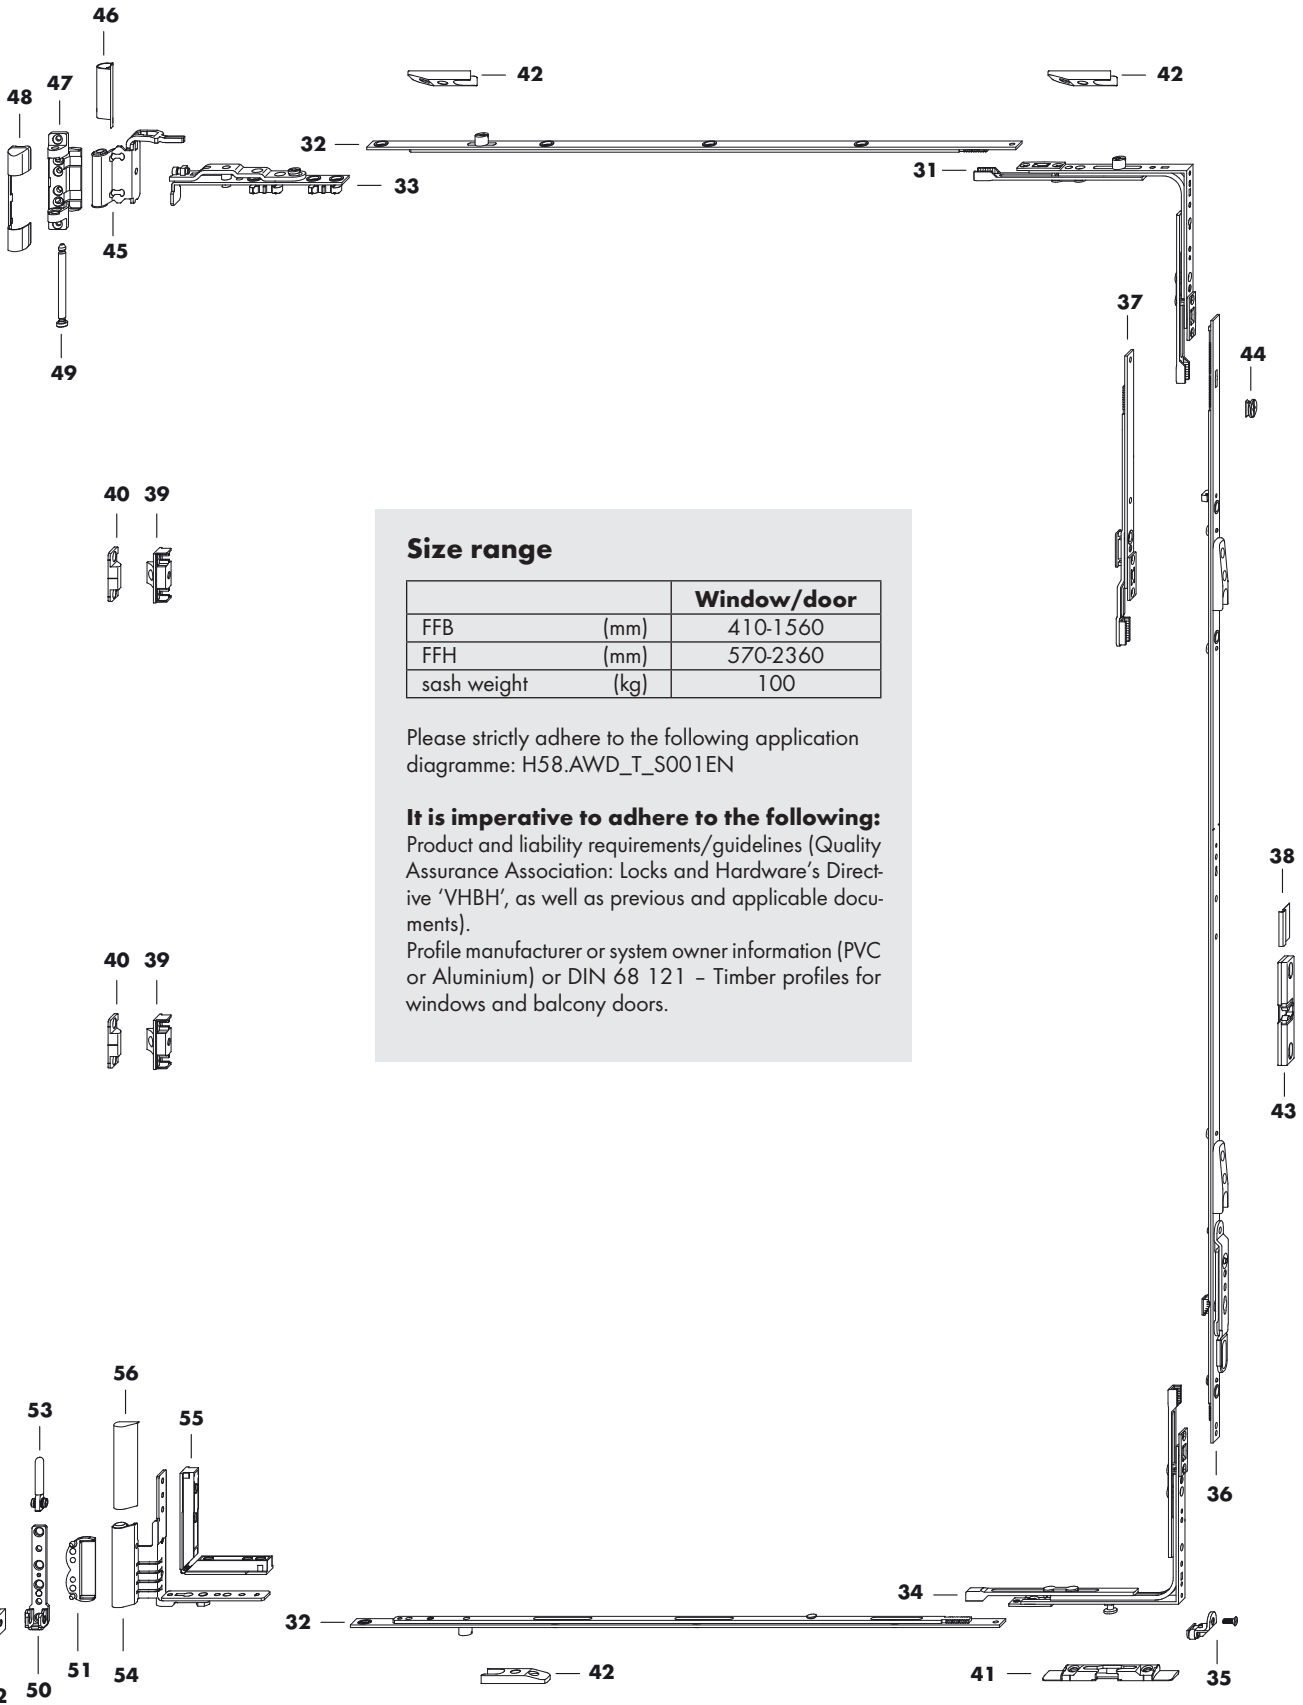 46
42
42
47
48
32
31
33
45
37
44
49
40 39
Size range
Window/door
FFB (mm) 410-1560
FFH (mm) 570-2360
sash weight (kg) 100
Please strictly adhere to the following application
diagramme: H58.AWD_T_S001EN
It is imperative to adhere to the following:
Product and liability requirements/guidelines (Quality
Assurance Association: Locks and Hardware's Direct-
ive 'VHBH', as well as previous and applicable docu-
ments).
Profile manufacturer or system owner information (PVC
or Aluminium) or DIN 68 121 – Timber profiles for
windows and balcony doors.
38
40 39
43
56
53
55
36
34
32
51
54
42
41
35
50